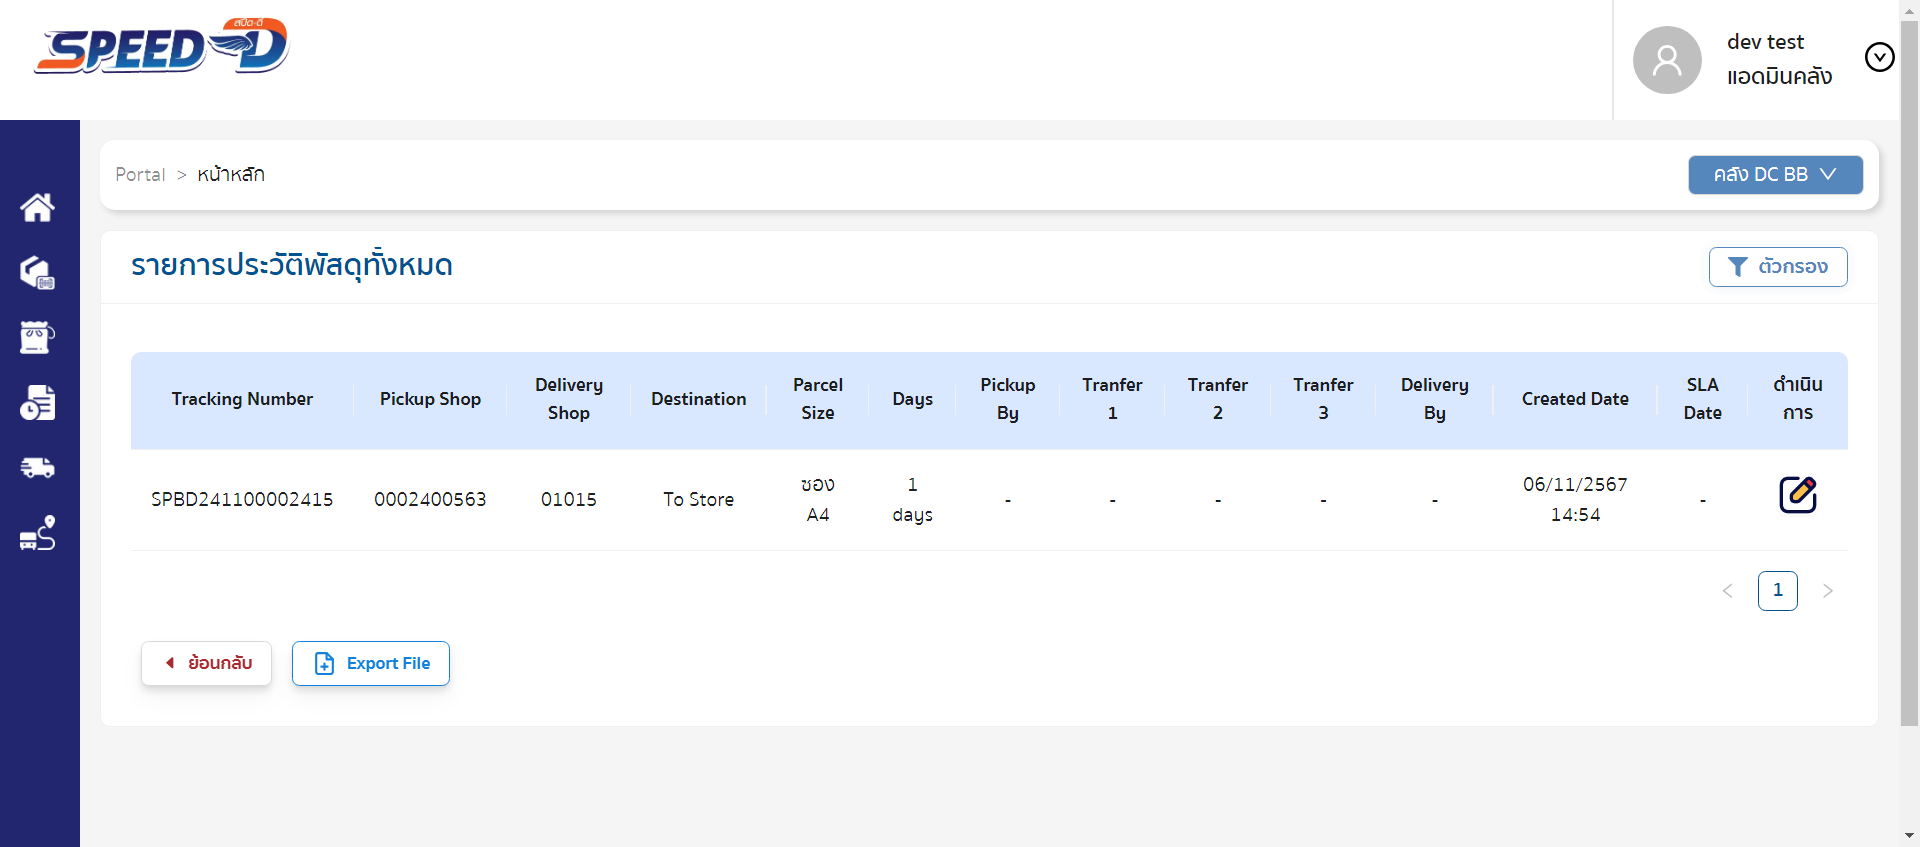 สปีด-ดี
SPEED-D
dev test
แอดมินคลัง
Portal > หน้าหลัก
คลัง DC BB
รายการประวัติพัสดุทั้งหมด
ตัวกรอง
Tracking Number Pickup Shop Delivery Shop Destination Parcel Size Days Pickup By Tranfer 1 Tranfer 2 Tranfer 3 Delivery By Created Date SLA Date ดำเนินการ
SPBD241100002415 0002400563 01015 To Store ซอง A4 1 days - - - - - 06/11/2567 14:54 -
< 1 >
ย้อนกลับ Export File